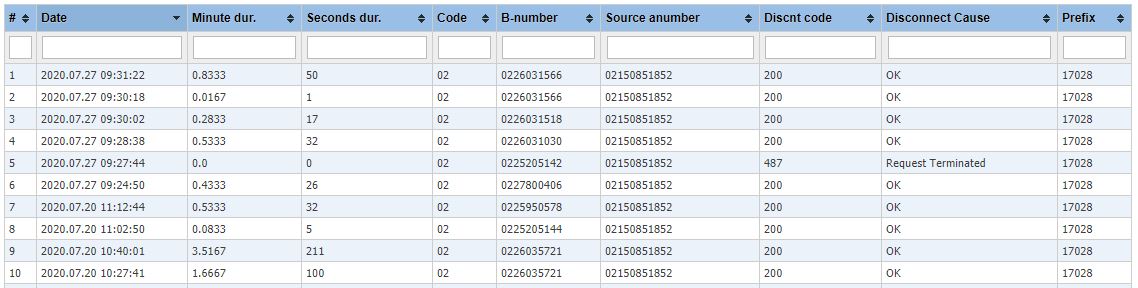 # Date Minute dur. Seconds dur. Code B-number Source anumber Discnt code Disconnect Cause Prefix
1 2020.07.27 09:31:22 0.8333 50 02 0226031566 02150851852 200 OK 17028
2 2020.07.27 09:30:18 0.0167 1 02 0226031566 02150851852 200 OK 17028
3 2020.07.27 09:30:02 0.2833 17 02 0226031518 02150851852 200 OK 17028
4 2020.07.27 09:28:38 0.5333 32 02 0226031030 02150851852 200 OK 17028
5 2020.07.27 09:27:44 0.0 0 02 0225205142 02150851852 487 Request Terminated 17028
6 2020.07.27 09:24:50 0.4333 26 02 0227800406 02150851852 200 OK 17028
7 2020.07.20 11:12:44 0.5333 32 02 0225950578 02150851852 200 OK 17028
8 2020.07.20 11:02:50 0.0833 5 02 0225205144 02150851852 200 OK 17028
9 2020.07.20 10:40:01 3.5167 211 02 0226035721 02150851852 200 OK 17028
10 2020.07.20 10:27:41 1.6667 100 02 0226035721 02150851852 200 OK 17028